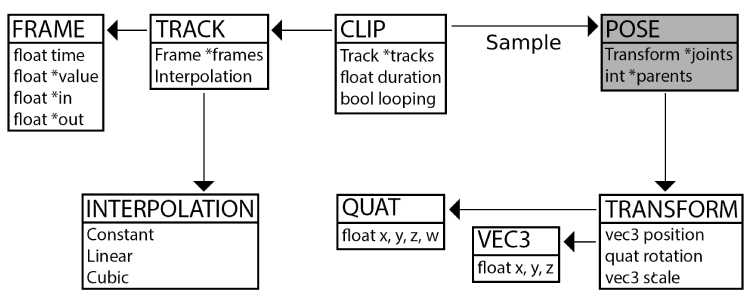 FRAME
float time
float *value
float *in
float *out
TRACK
Frame *frames
Interpolation
CLIP
Track *tracks
float duration
bool looping
Sample
POSE
Transform *joints
int *parents
INTERPOLATION
Constant
Linear
Cubic
QUAT
float x, y, z, w
VEC3
float x, y, z
TRANSFORM
vec3 position
quat rotation
vec3 scale